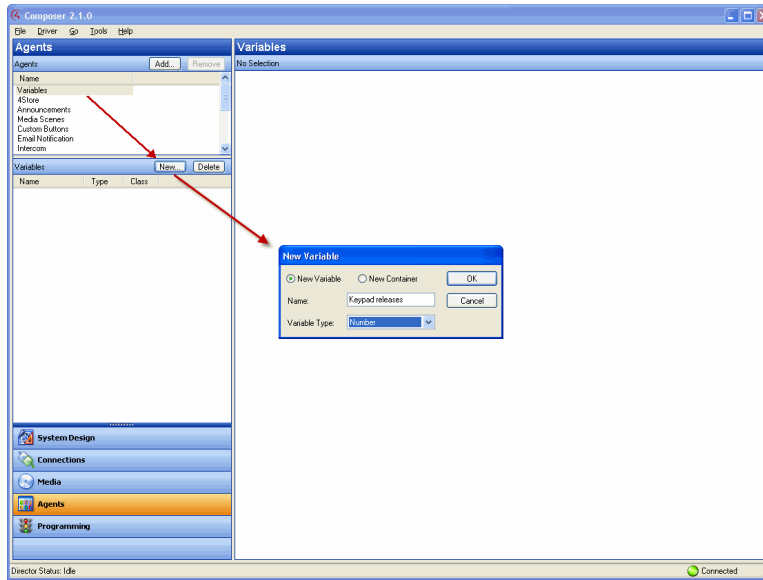 Composer 2.1.0
File Driver Go Tools Help
Agents
Agents Add... Remove
Name
Variables
4Store
Announcements
Media Scenes
Custom Buttons
Email Notification
Intercom
Variables New... Delete
Name Type Class
System Design
Connections
Media
Agents
Programming
Director Status: Idle
Variables
No Selection
New Variable
New Variable New Container OK
Name: Keypad releases Cancel
Variable Type: Number
Connected